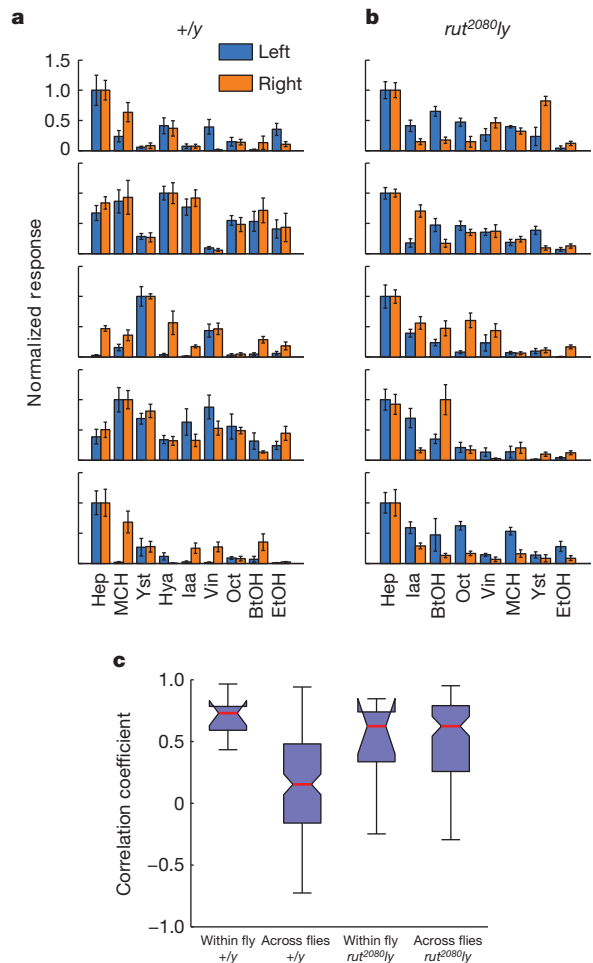 a
+/y
b
rut²⁰⁸⁰/y
Left
Right
1.5
1.0
0.5
0
Normalized response
Hep
MCH
Yst
Hya
Iaa
Vin
Oct
BtOH
EtOH
Hep
Iaa
BtOH
Oct
Vin
MCH
Yst
EtOH
c
1.0
0.5
0
−0.5
−1.0
Correlation coefficient
Within fly
+/y
Across flies
+/y
Within fly
rut²⁰⁸⁰/y
Across flies
rut²⁰⁸⁰/y